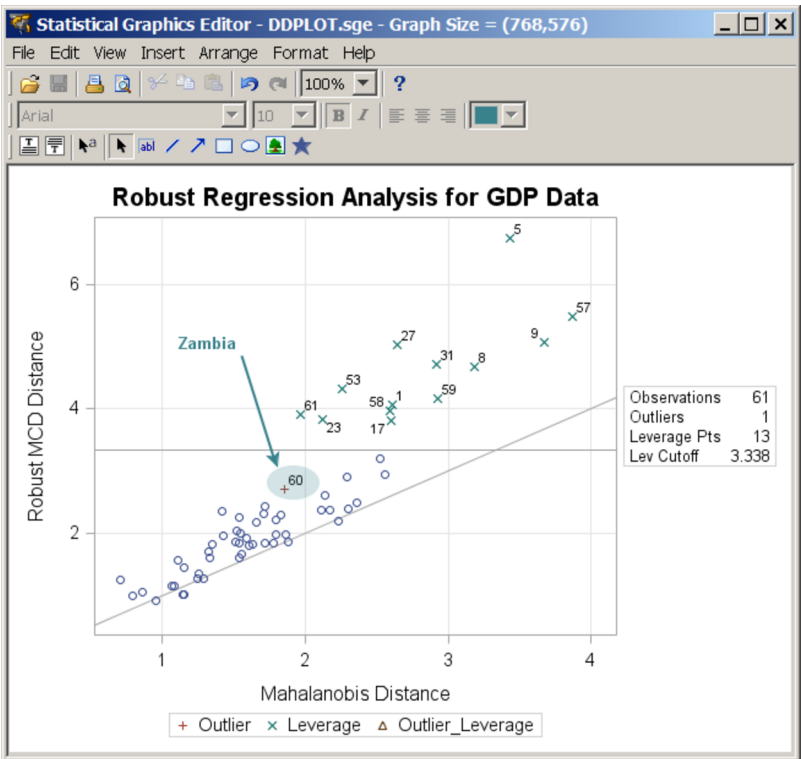 Statistical Graphics Editor - DDPLOT.sge - Graph Size = (768,576)
File Edit View Insert Arrange Format Help
100% ?
Arial 10 B I
a abl
Robust Regression Analysis for GDP Data
Robust MCD Distance
6
4
2
5
57
9
27
31
8
Zambia
53
59
1
58
61
23
17
60
Observations 61
Outliers 1
Leverage Pts 13
Lev Cutoff 3.338
1 2 3 4
Mahalanobis Distance
+ Outlier × Leverage Δ Outlier_Leverage